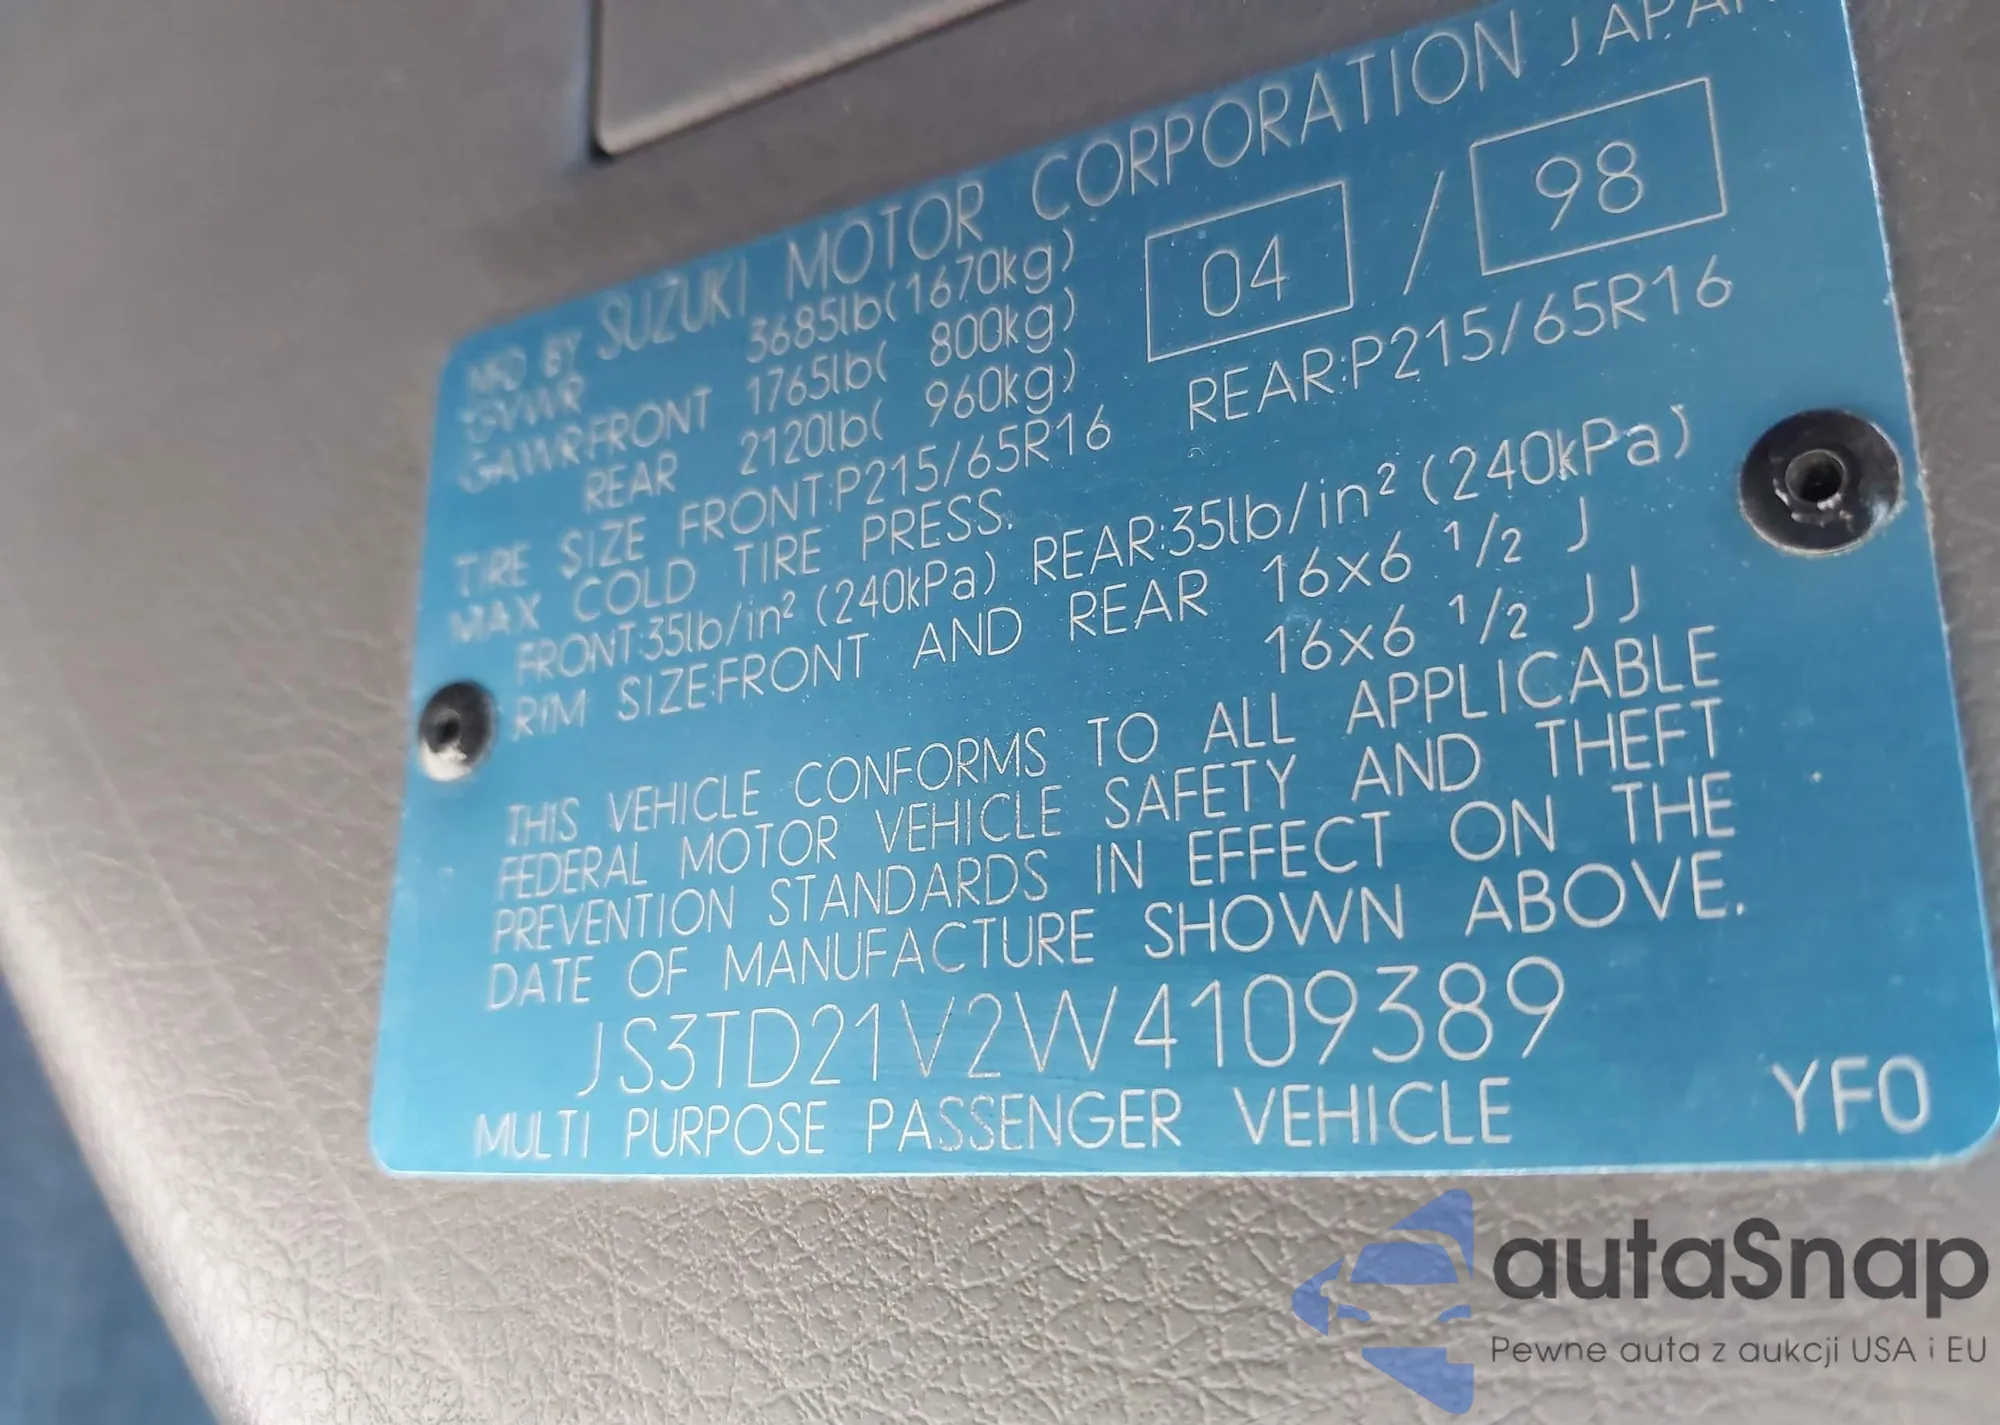 MFD BY SUZUKI MOTOR CORPORATION JAPAN
GVWR 3685lb(1670kg) 04 / 98
GAWR:FRONT 1765lb( 800kg)
REAR 2120lb( 960kg)
TIRE SIZE FRONT:P215/65R16 REAR:P215/65R16
MAX COLD TIRE PRESS.
FRONT:35lb/in² (240kPa) REAR:35lb/in² (240kPa)
RIM SIZE:FRONT AND REAR 16x6 1/2 J
16x6 1/2 JJ
THIS VEHICLE CONFORMS TO ALL APPLICABLE
FEDERAL MOTOR VEHICLE SAFETY AND THEFT
PREVENTION STANDARDS IN EFFECT ON THE
DATE OF MANUFACTURE SHOWN ABOVE.
JS3TD21V2W4109389
MULTI PURPOSE PASSENGER VEHICLE YF0
autaSnap
Pewne auta z aukcji USA i EU